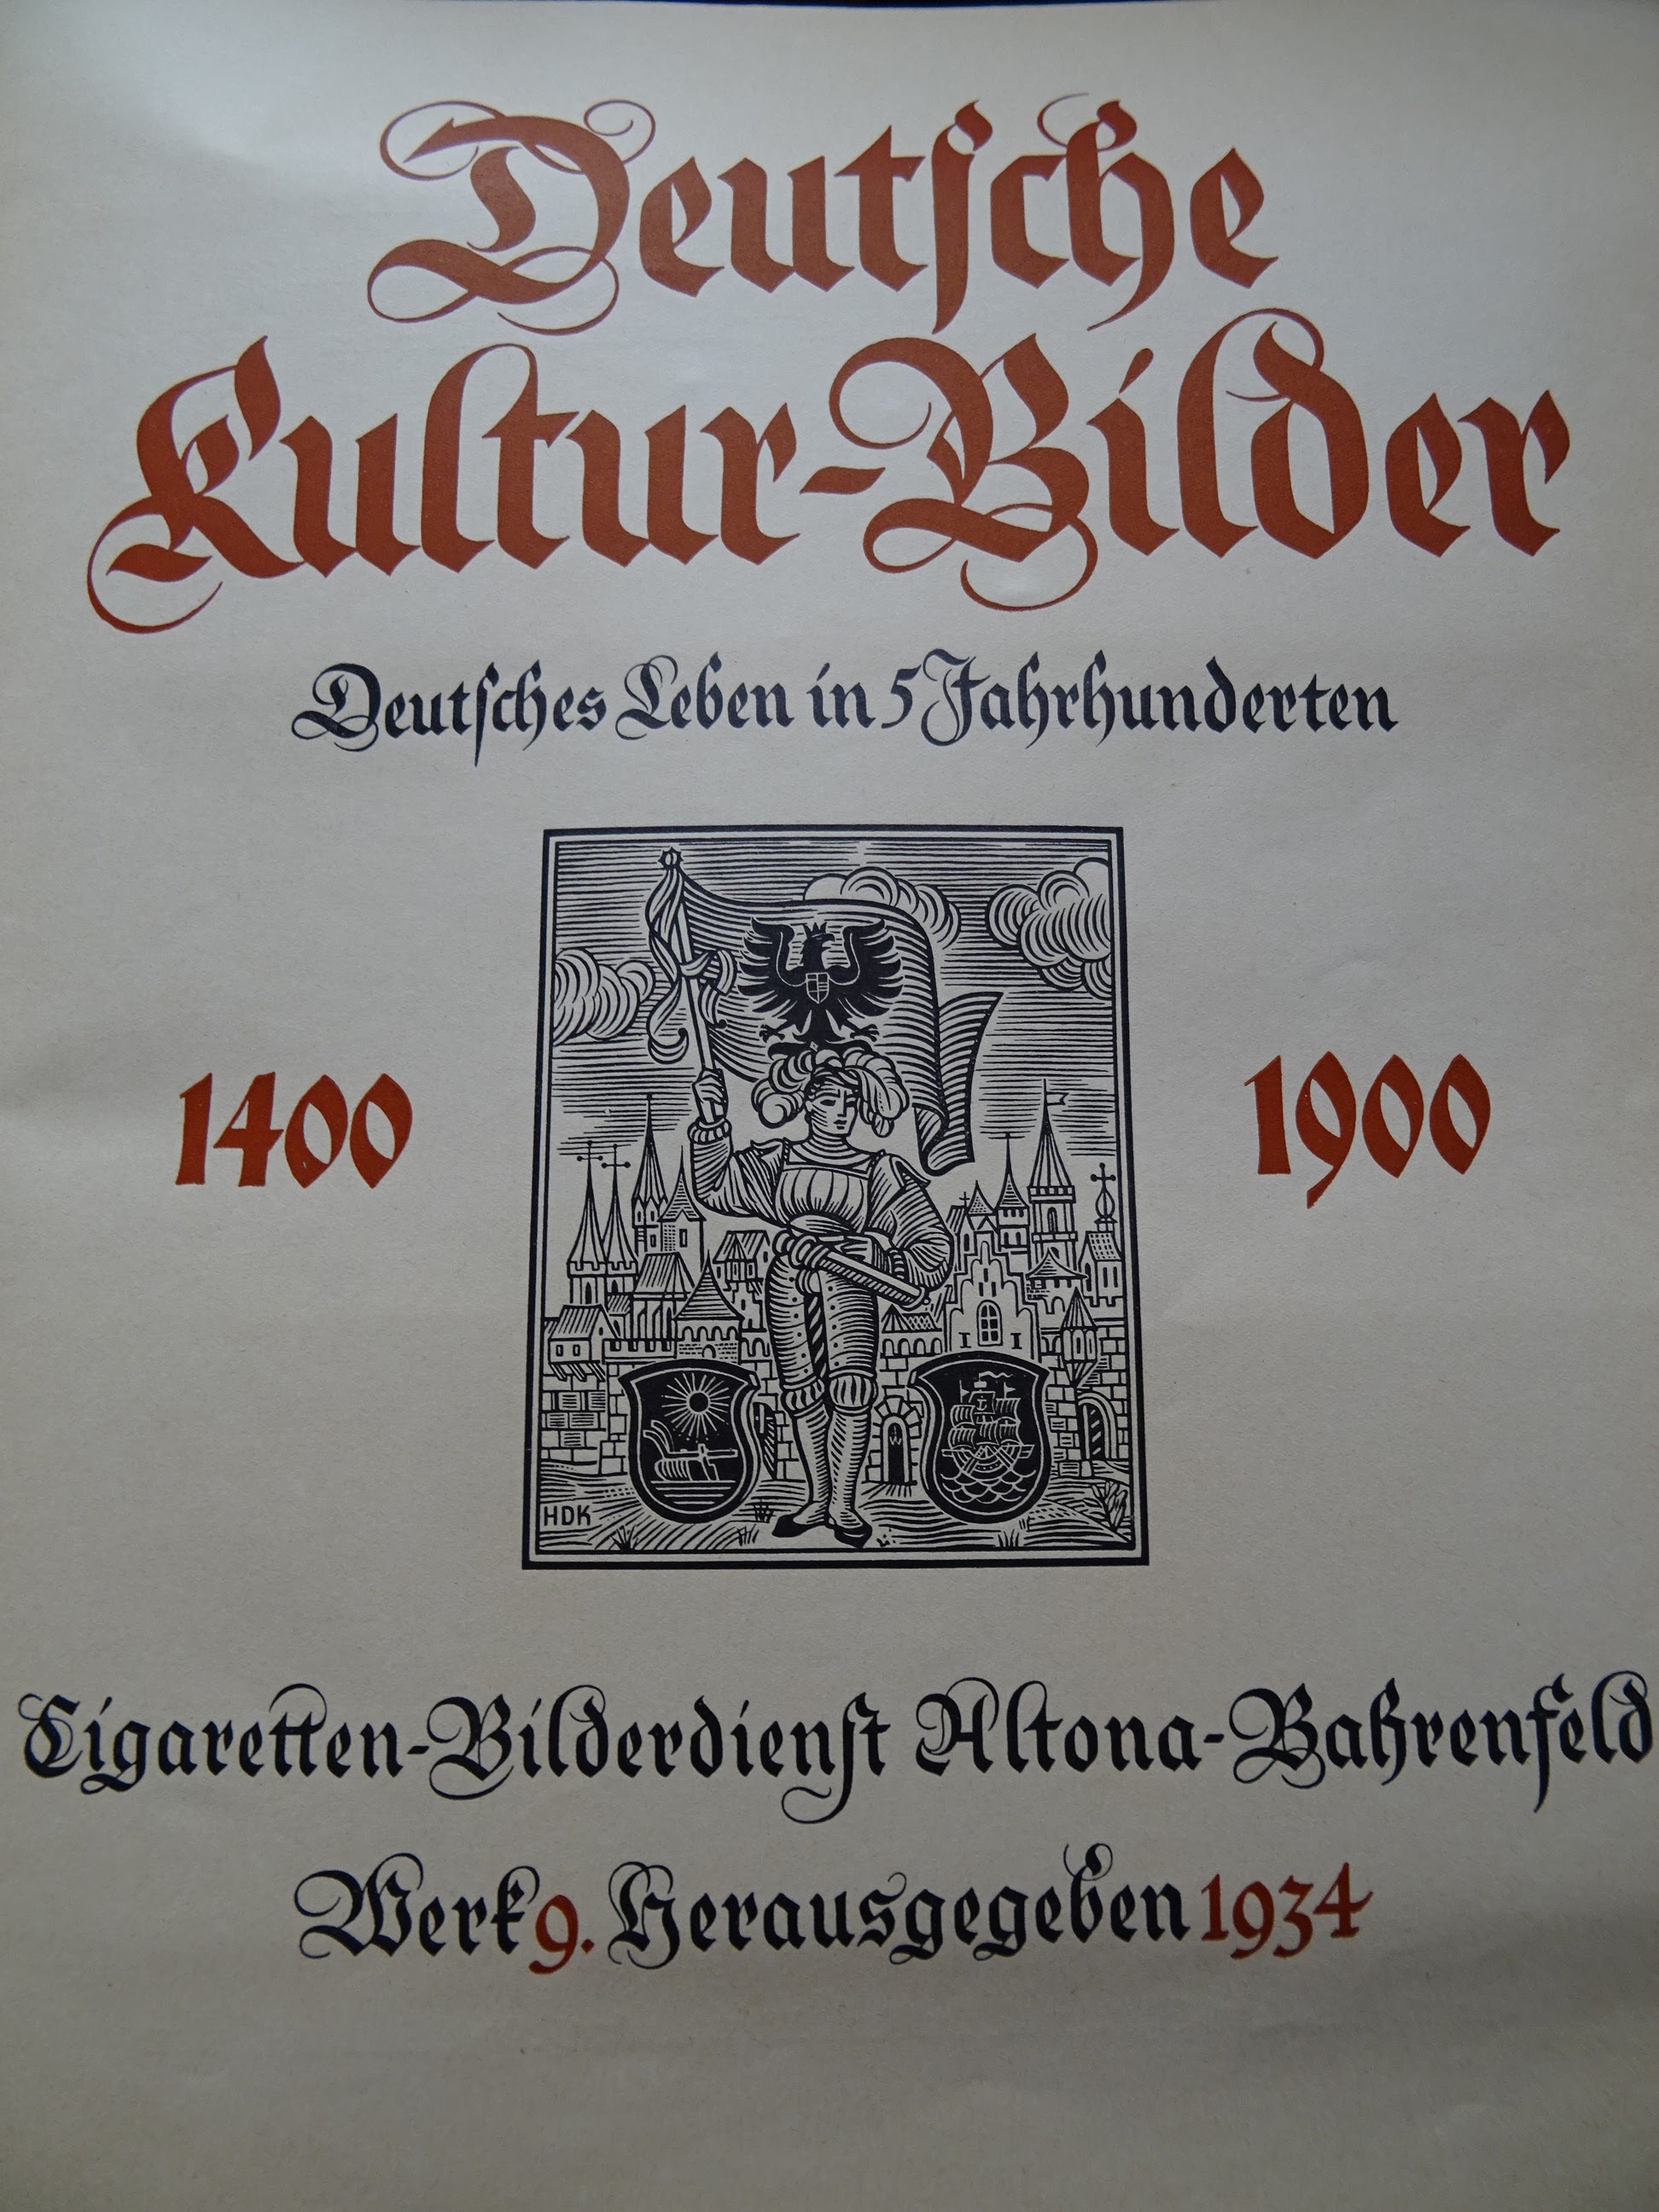 Deutsche
Kultur-Bilder
Deutsches Leben in 5 Jahrhunderten
1400 1900
HDK
Cigaretten-Bilderdienst Altona-Bahrenfeld
Werk 9. Herausgegeben 1934